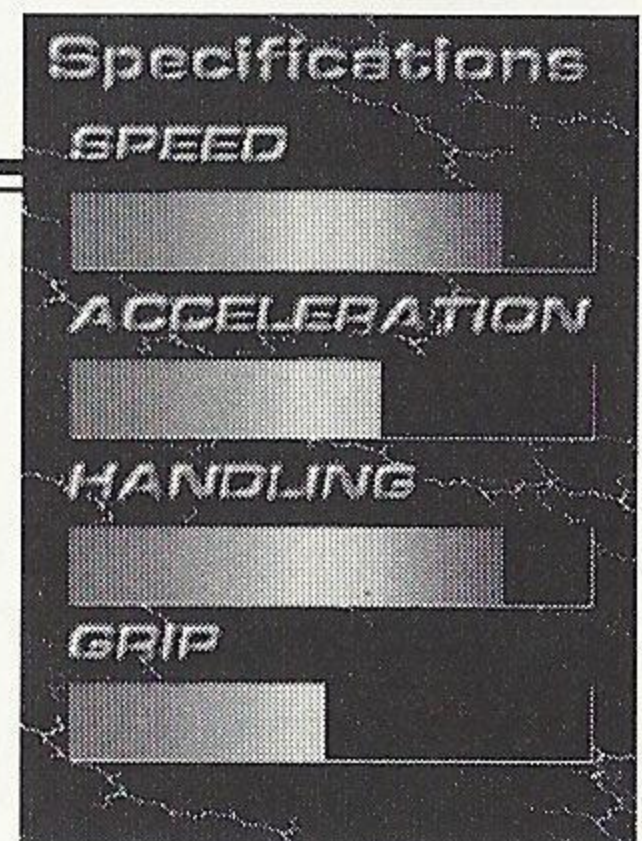 Specifications
SPEED
ACCELERATION
HANDLING
GRIP